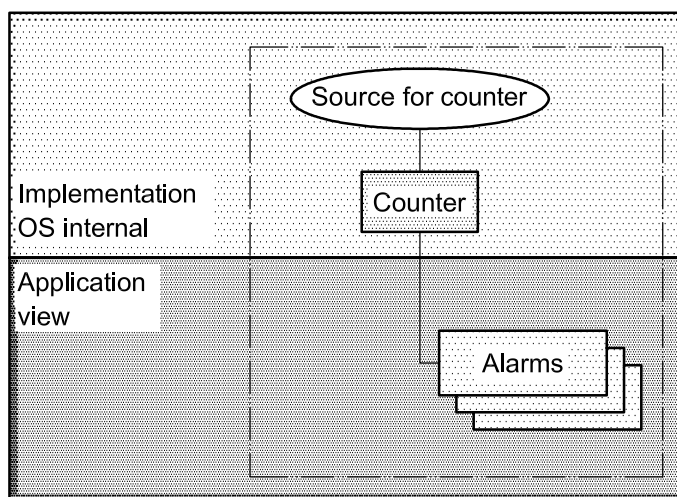 Source for counter
Implementation
OS internal
Counter
Application
view
Alarms